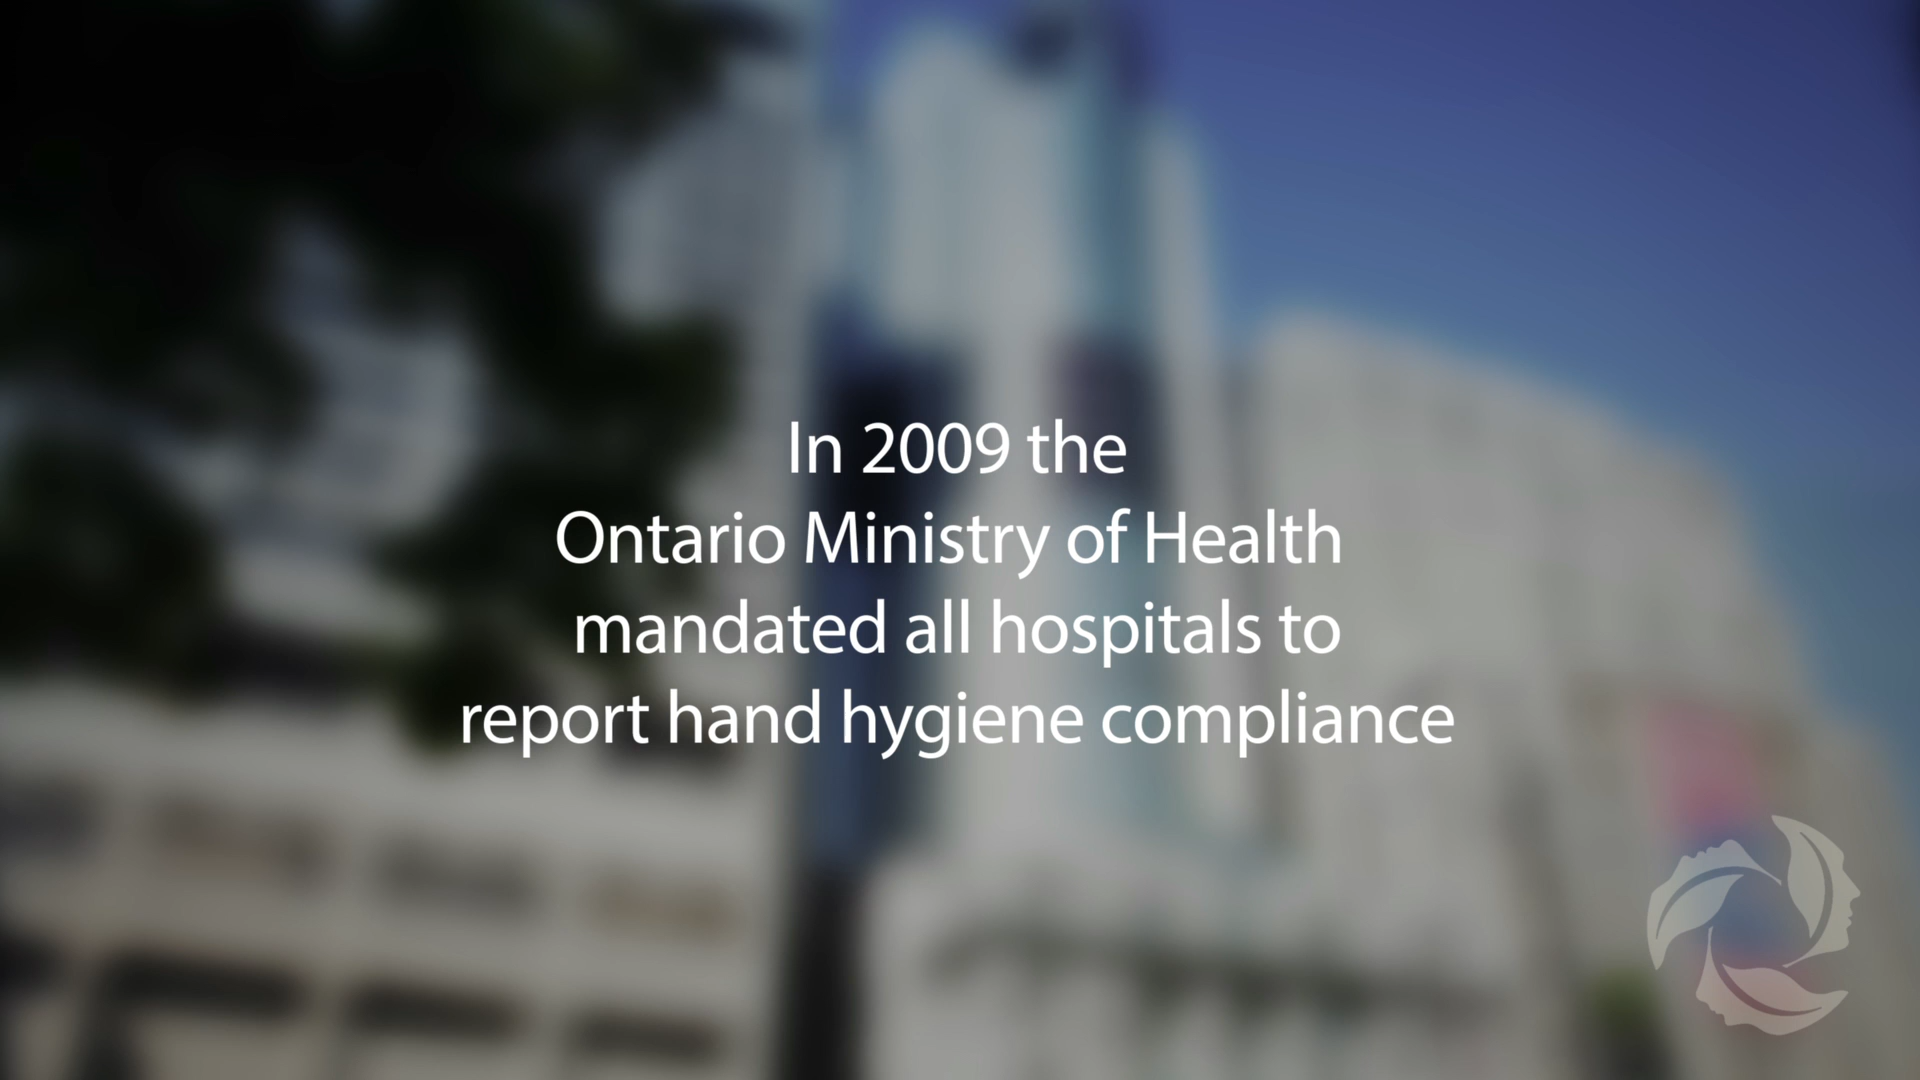 In 2009 the
Ontario Ministry of Health
mandated all hospitals to
report hand hygiene compliance